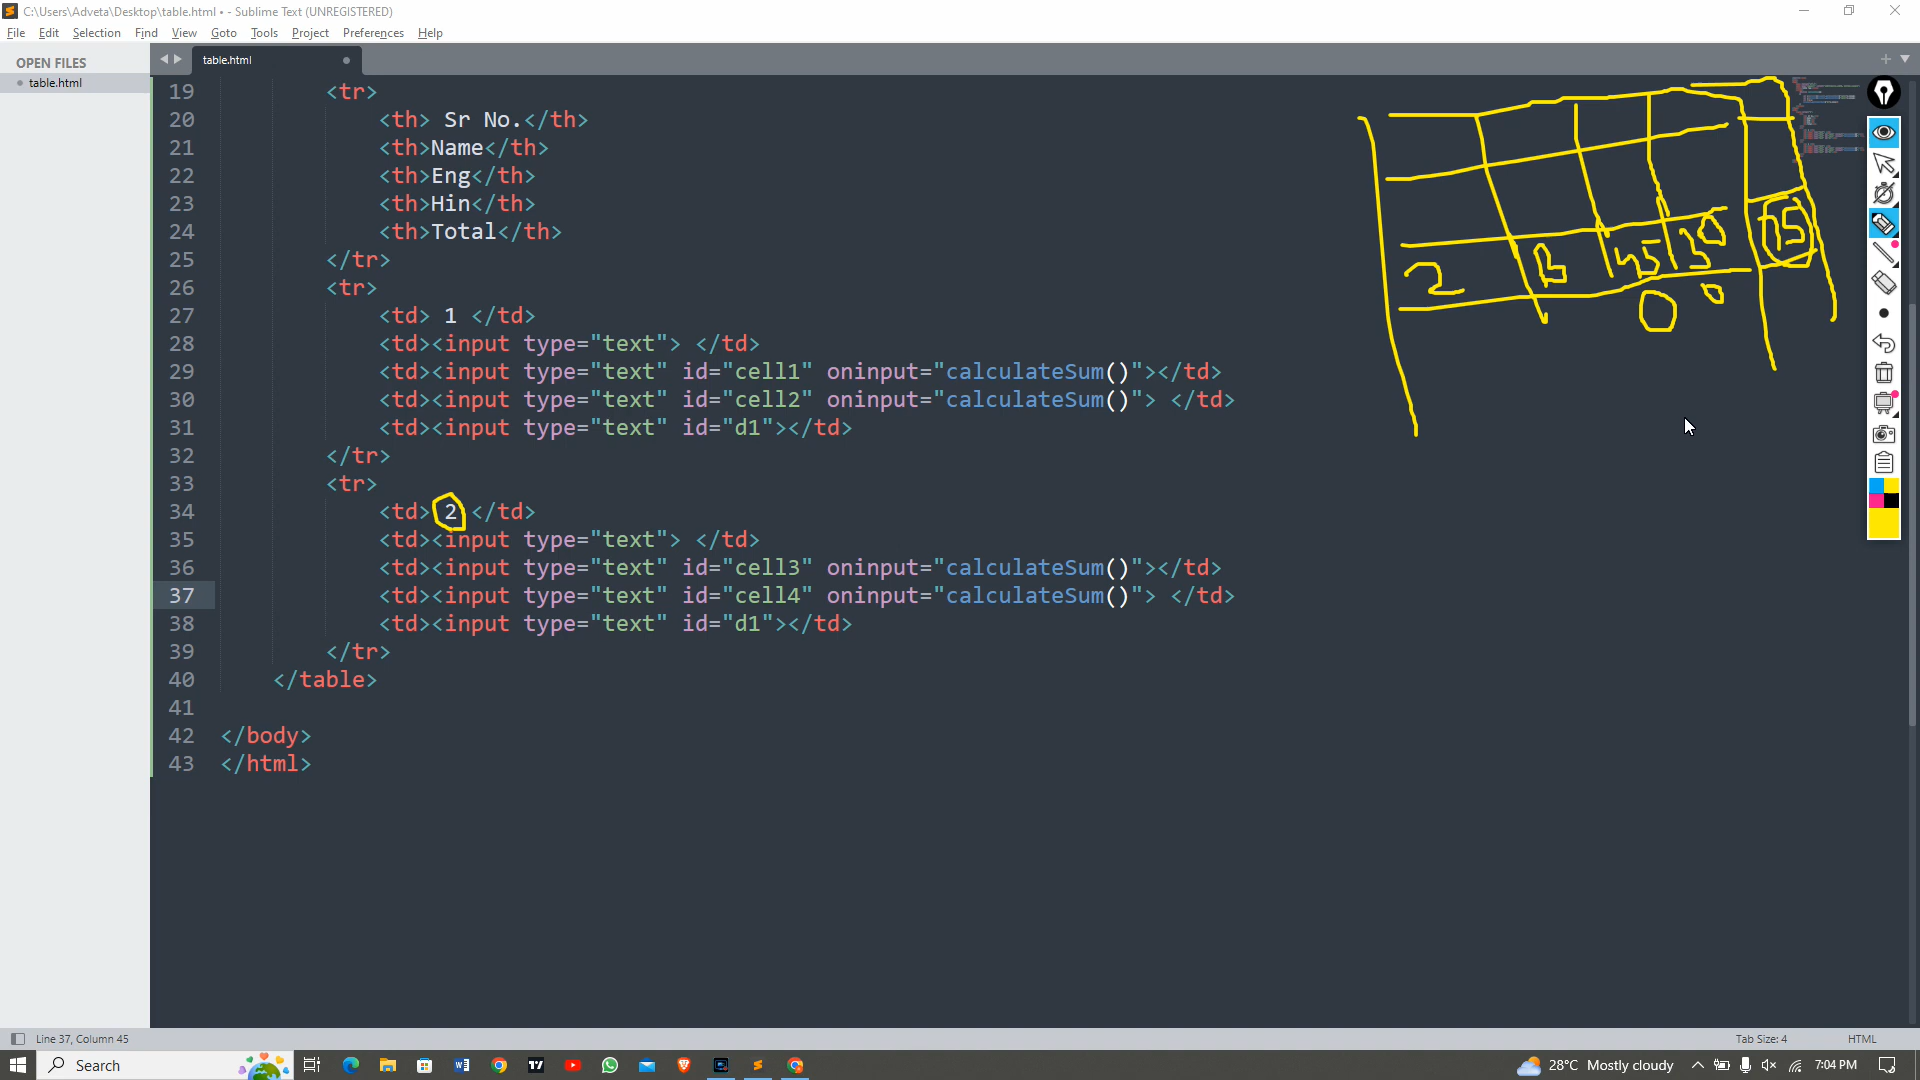 C:\Users\Adveta\Desktop\table.html • - Sublime Text (UNREGISTERED)
File Edit Selection Find View Goto Tools Project Preferences Help
OPEN FILES
table.html
table.html
19 <tr>
20 <th> Sr No.</th>
21 <th>Name</th>
22 <th>Eng</th>
23 <th>Hin</th>
24 <th>Total</th>
25 </tr>
26 <tr>
27 <td> 1 </td>
28 <td><input type="text"> </td>
29 <td><input type="text" id="cell1" oninput="calculateSum()"></td>
30 <td><input type="text" id="cell2" oninput="calculateSum()"> </td>
31 <td><input type="text" id="d1"></td>
32 </tr>
33 <tr>
34 <td> 2 </td>
35 <td><input type="text"> </td>
36 <td><input type="text" id="cell3" oninput="calculateSum()"></td>
37 <td><input type="text" id="cell4" oninput="calculateSum()"> </td>
38 <td><input type="text" id="d1"></td>
39 </tr>
40 </table>
41
42 </body>
43 </html>
2 45 30
0 0
Line 37, Column 45
Tab Size: 4 HTML
Search
28°C Mostly cloudy
7:04 PM